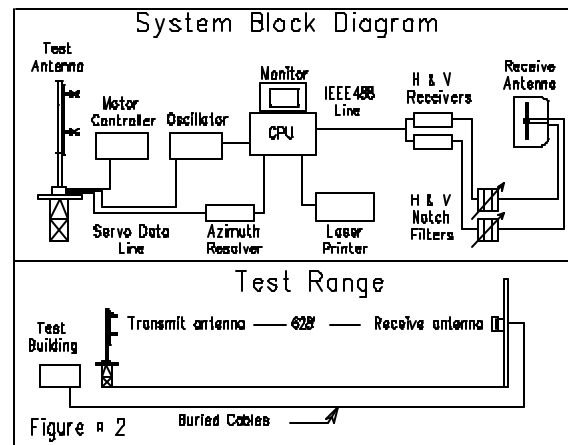 System Block Diagram
Test
Antenna
Motor
Controller
Oscillator
Monitor
CPU
IEEE488
Line
H & V
Receivers
Receive
Antenna
Servo Data
Line
Azimuth
Resolver
Laser
Printer
H & V
Notch
Filters
Test Range
Test
Building
Transmit antenna
628'
Receive antenna
Buried Cables
Figure # 2